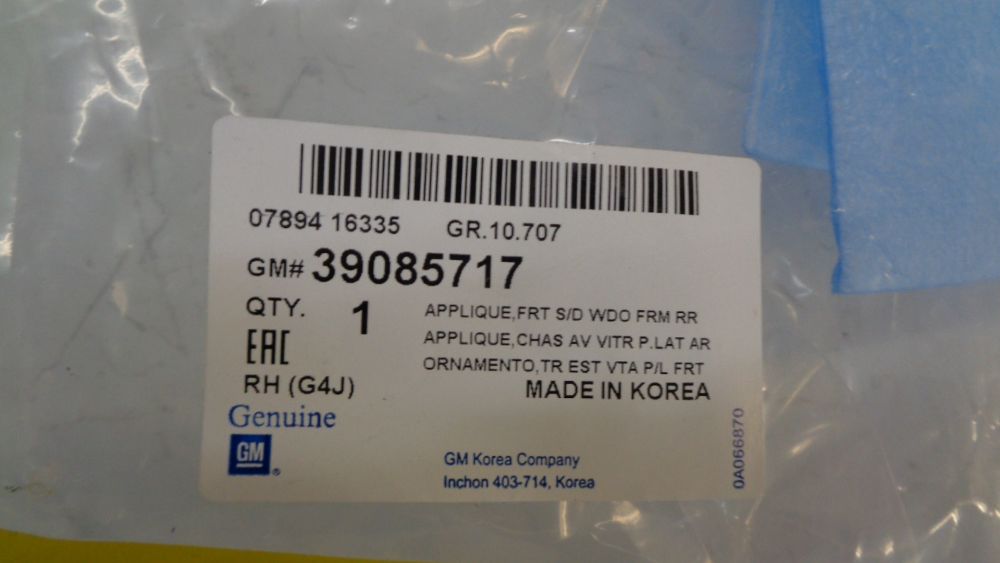 07894 16335 GR.10.707
GM# 39085717
QTY. 1 APPLIQUE,FRT S/D WDO FRM RR
APPLIQUE,CHAS AV VITR P.LAT AR
EAC ORNAMENTO,TR EST VTA P/L FRT
RH (G4J) MADE IN KOREA
Genuine
GM
GM Korea Company
Inchon 403-714, Korea
0A066870